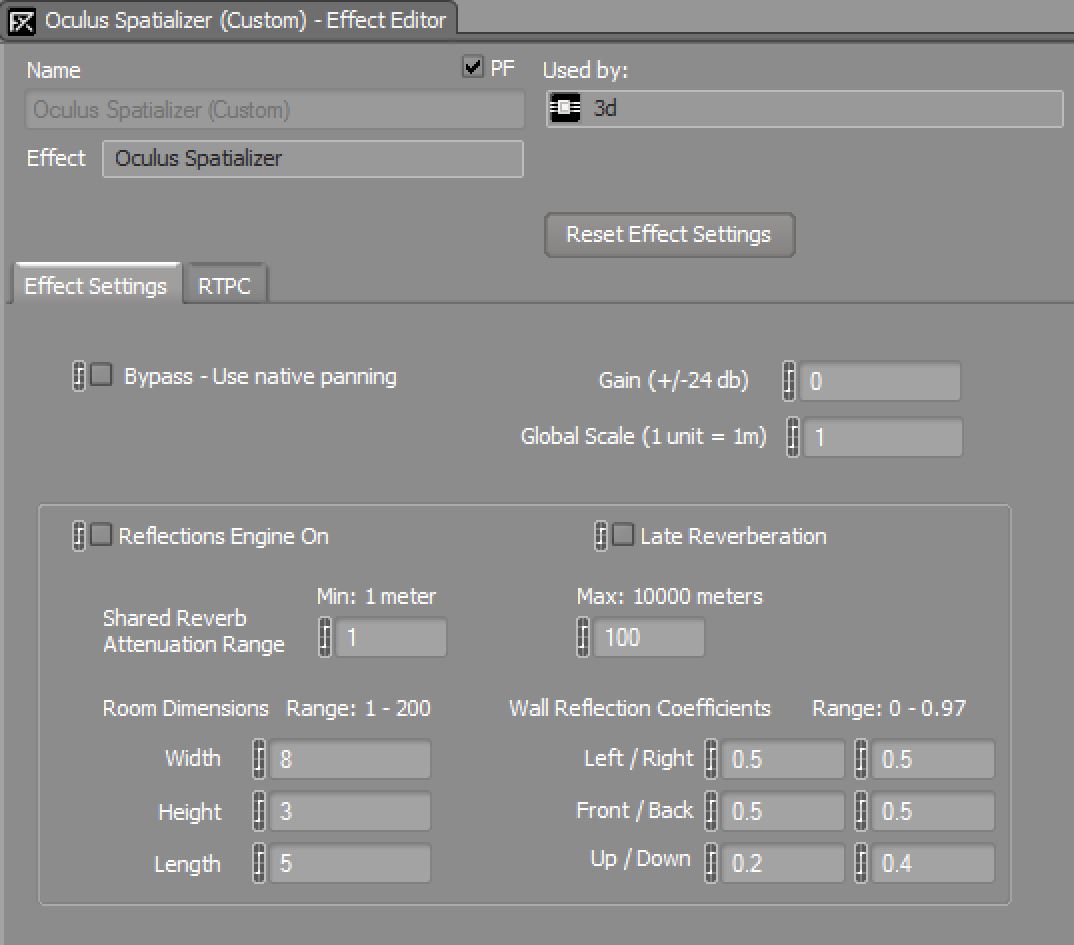 Oculus Spatializer (Custom) - Effect Editor
Name
PF
Used by:
Oculus Spatializer (Custom)
3d
Effect
Oculus Spatializer
Reset Effect Settings
Effect Settings
RTPC
Bypass - Use native panning
Gain (+/-24 db)
0
Global Scale (1 unit = 1m)
1
Reflections Engine On
Late Reverberation
Min: 1 meter
Max: 10000 meters
Shared Reverb
Attenuation Range
1
100
Room Dimensions
Range: 1 - 200
Wall Reflection Coefficients
Range: 0 - 0.97
Width
8
Left / Right
0.5
0.5
Height
3
Front / Back
0.5
0.5
Length
5
Up / Down
0.2
0.4